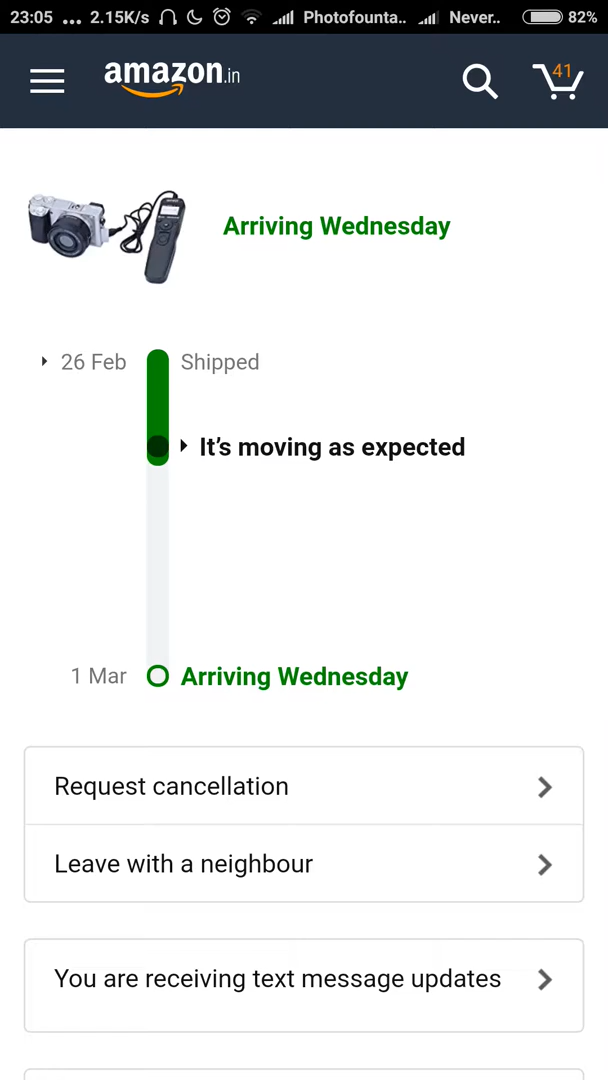 23:05 ... 2.15K/s Photofounta.. Never.. 82%
amazon.in
41
Arriving Wednesday
26 Feb Shipped
It's moving as expected
1 Mar Arriving Wednesday
Request cancellation
Leave with a neighbour
You are receiving text message updates